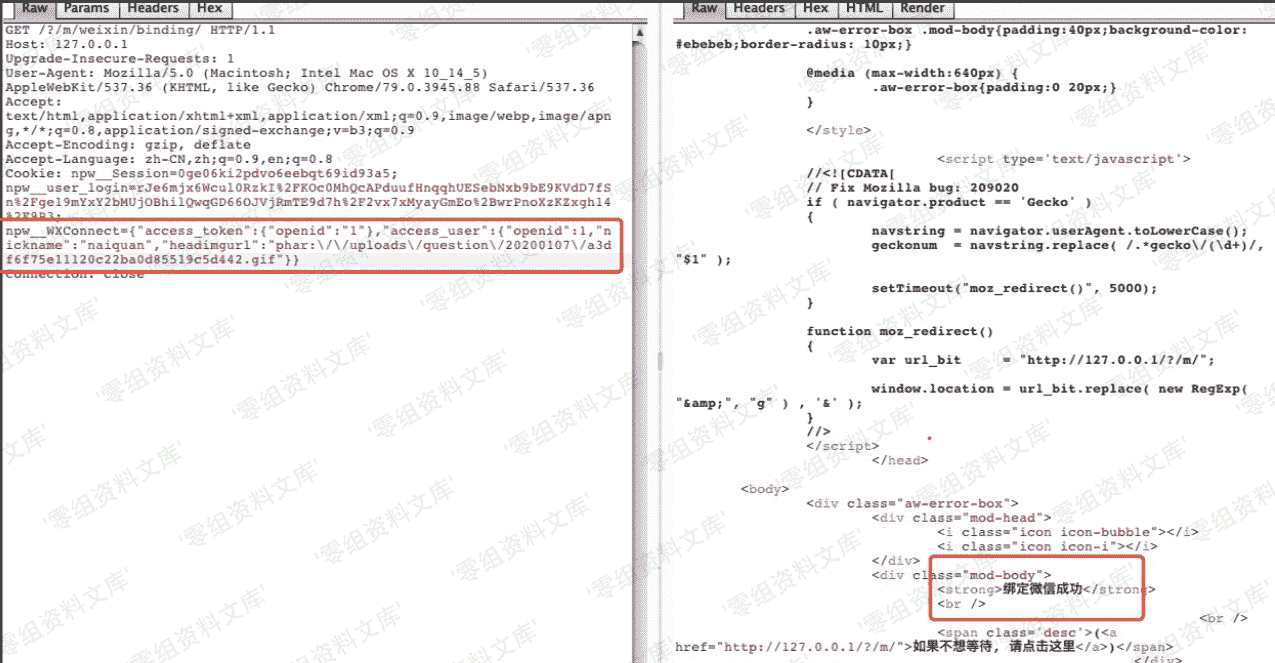 Raw Params Headers Hex
GET /?/m/weixin/binding/ HTTP/1.1
Host: 127.0.0.1
Upgrade-Insecure-Requests: 1
User-Agent: Mozilla/5.0 (Macintosh; Intel Mac OS X 10_14_5)
AppleWebKit/537.36 (KHTML, like Gecko) Chrome/79.0.3945.88 Safari/537.36
Accept:
text/html,application/xhtml+xml,application/xml;q=0.9,image/webp,image/apn
g,*/*;q=0.8,application/signed-exchange;v=b3;q=0.9
Accept-Encoding: gzip, deflate
Accept-Language: zh-CN,zh;q=0.9,en;q=0.8
Cookie: npw__Session=0ge06ki2pdvo6eebqt69id93a5;
npw__WXConnect={"access_token":{"openid":"1"},"access_user":{"openid":1,"n
ickname":"naiquan","headimgurl":"phar:\/\/uploads\/question\/20200107\/a3d
f6f75e11120c22ba0d85519c5d442.gif"}}
Connection: close
Raw Headers Hex HTML Render
.aw-error-box .mod-body{padding:40px;background-color:
#ebebeb;border-radius: 10px;}
@media (max-width:640px) {
.aw-error-box{padding:0 20px;}
}
</style>
<script type='text/javascript'>
//<![CDATA[
// Fix Mozilla bug: 209020
if ( navigator.product == 'Gecko' )
{
navstring = navigator.userAgent.toLowerCase();
geckonum = navstring.replace( /.*gecko\/(\d+)/,
"$1" );
setTimeout("moz_redirect()", 5000);
}
function moz_redirect()
{
var url_bit = "http://127.0.0.1/?/m/";
window.location = url_bit.replace( new RegExp(
"&amp;", "g" ) , '&' );
}
//>
</script>
</head>
<body>
<div class="aw-error-box">
<div class="mod-head">
<i class="icon icon-bubble"></i>
<i class="icon icon-i"></i>
</div>
<div class="mod-body">
<strong>绑定微信成功</strong>
<br />
<br />
<span class='desc'>(<a
href="http://127.0.0.1/?/m/">如果不想等待, 请点击这里</a>)</span>
</div>
'零组资料文库'